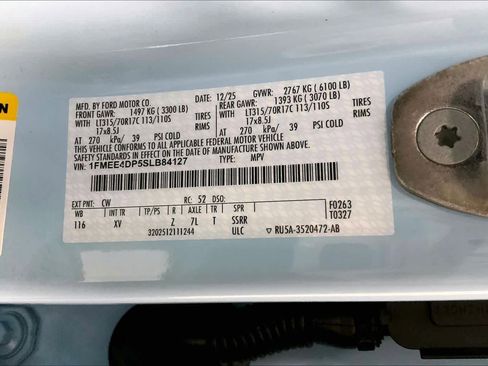 MFD. BY FORD MOTOR CO. 12/25 GVWR: 2767 KG (6100 LB)
FRONT GAWR: 1497 KG (3300 LB) REAR GAWR: 1393 KG (3070 LB)
LT315/70R17C 113/110S TIRES LT315/70R17C 113/110S TIRES
17x8.5J RIMS 17x8.5J RIMS
AT 270 kPa/ 39 PSI COLD AT 270 kPa/ 39 PSI COLD
THIS VEHICLE CONFORMS TO ALL APPLICABLE FEDERAL MOTOR VEHICLE
SAFETY STANDARDS IN EFFECT ON THE DATE OF MANUFACTURE SHOWN ABOVE.
VIN: 1FMEE4DP5SLB84127 TYPE: MPV
EXT PNT: CW RC: 52 DSO: F0263
WB INT TR TP/PS R AXLE TR SPR T0327
116 XV Z 7L T SSRR
3202512111244 ULC ▽ RU5A-3520472-AB